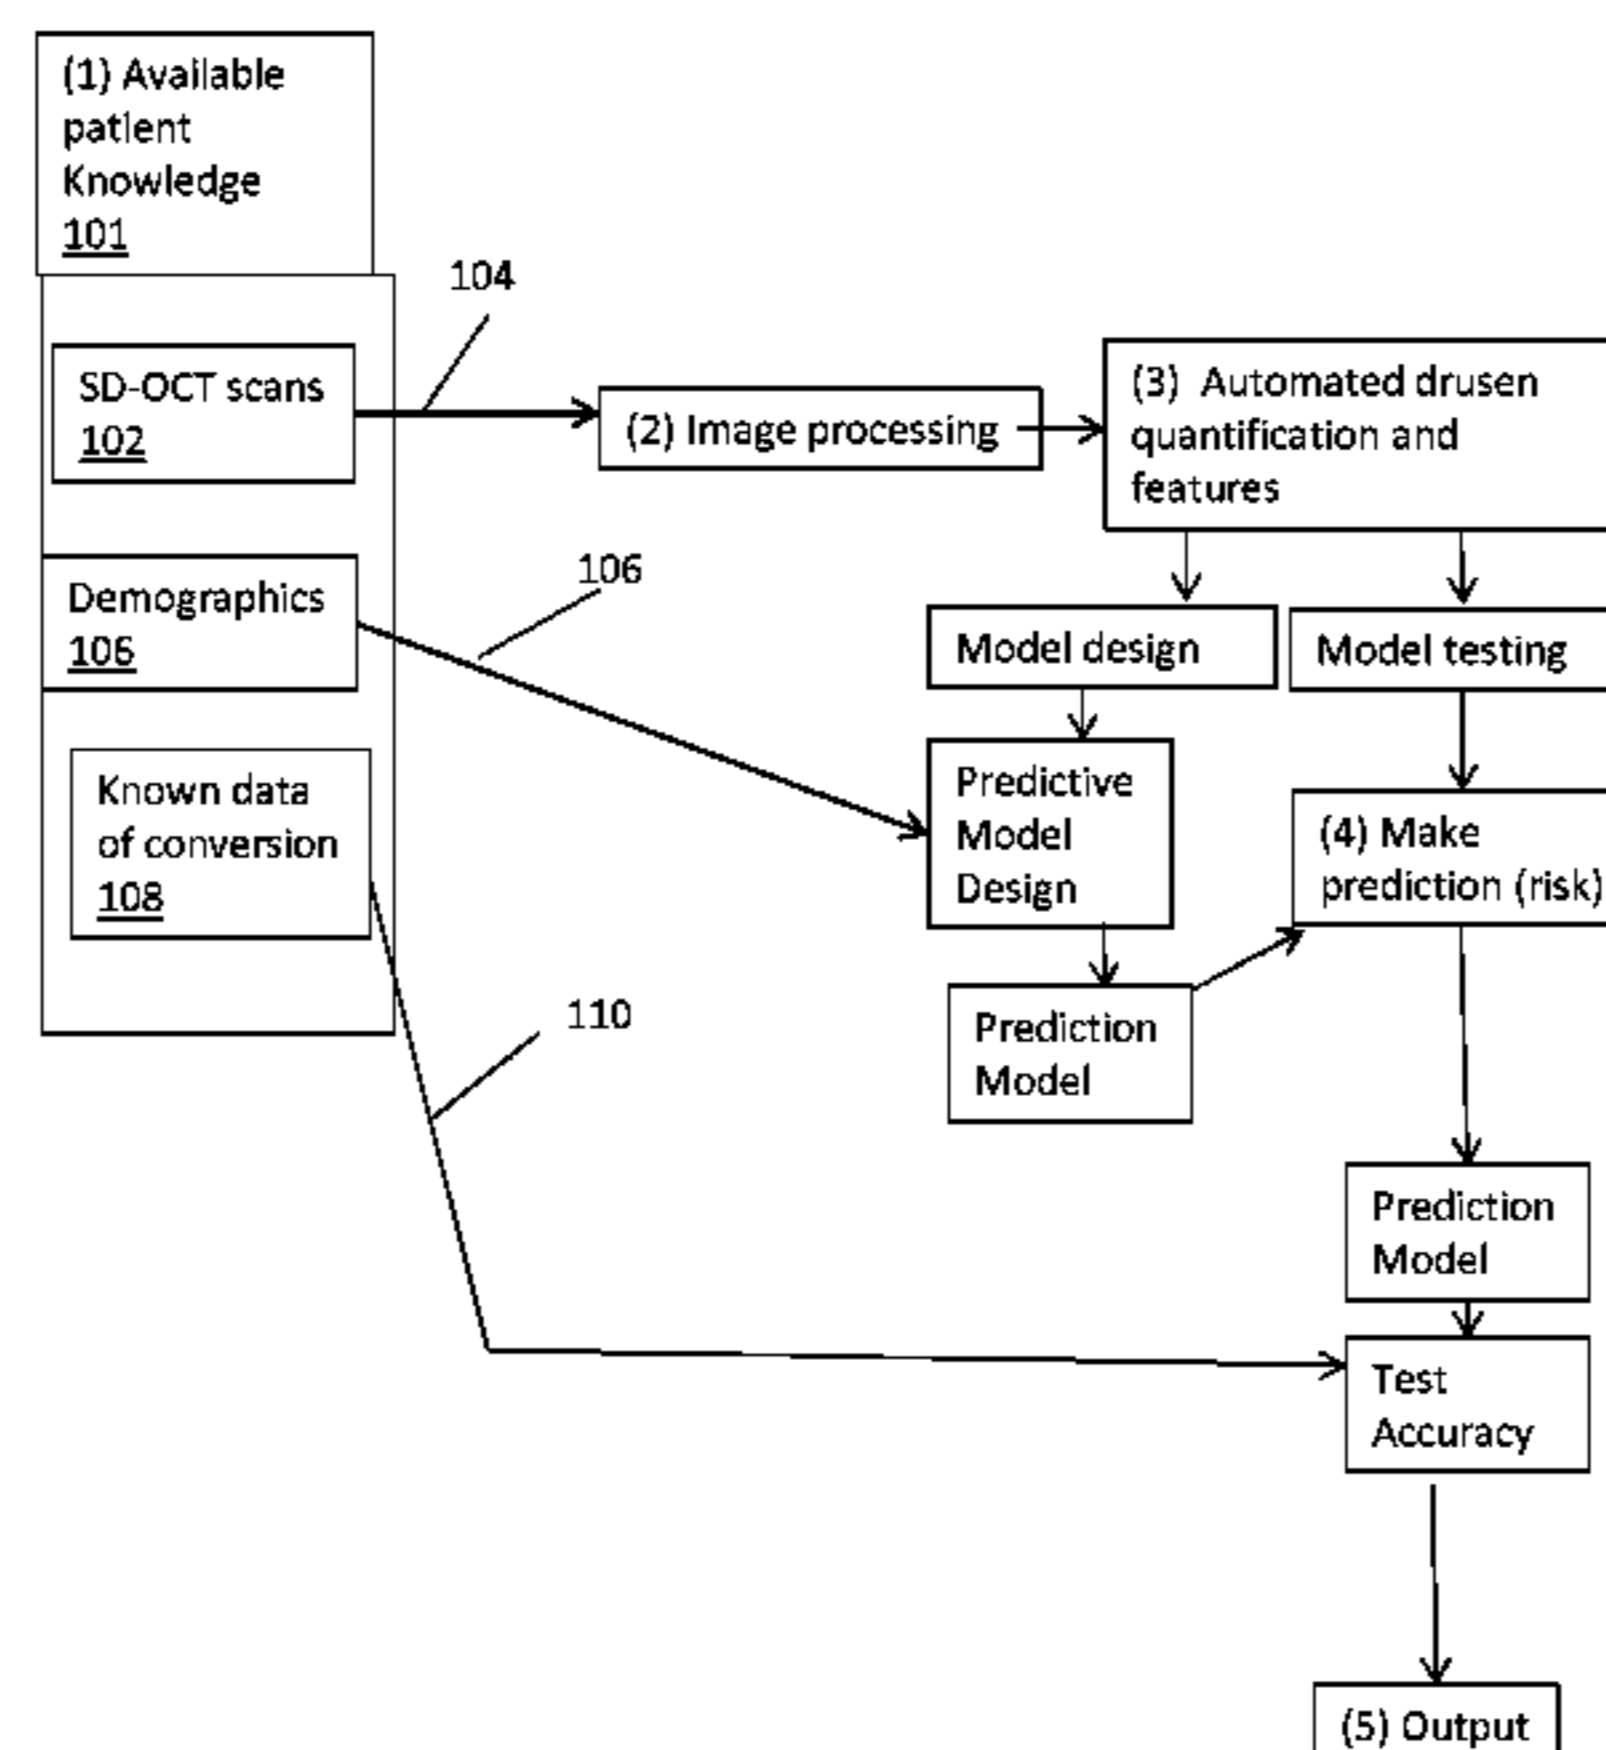 (1) Available
patient
Knowledge
101
104
SD-OCT scans
102
(2) Image processing
(3) Automated drusen
quantification and
features
106
Demographics
106
Model design
Model testing
Known data
of conversion
108
Predictive
Model
Design
(4) Make
prediction (risk)
110
Prediction
Model
Prediction
Model
Test
Accuracy
(5) Output